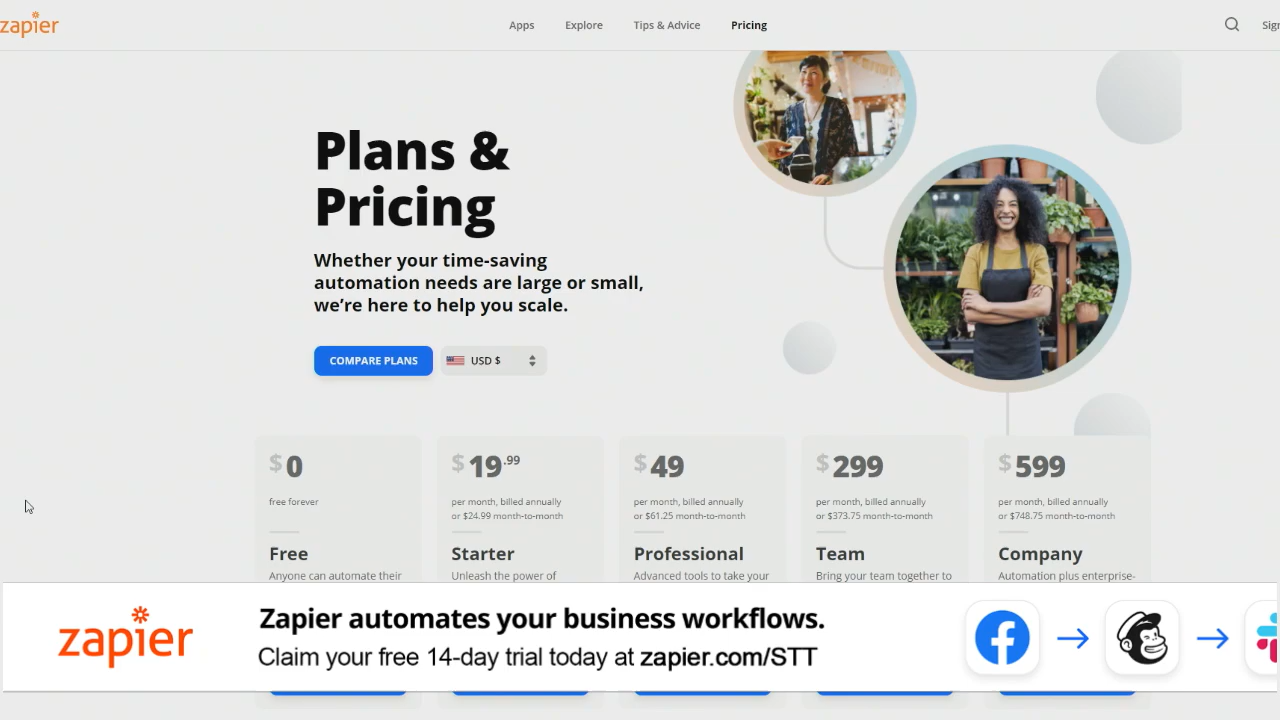 zapier
Apps Explore Tips & Advice Pricing
Plans &
Pricing
Whether your time-saving
automation needs are large or small,
we're here to help you scale.
COMPARE PLANS USD $
$0
free forever
Free
Anyone can automate their
$19.99
per month, billed annually
or $24.99 month-to-month
Starter
Unleash the power of
$49
per month, billed annually
or $61.25 month-to-month
Professional
Advanced tools to take your
$299
per month, billed annually
or $373.75 month-to-month
Team
Bring your team together to
$599
per month, billed annually
or $748.75 month-to-month
Company
Automation plus enterprise-
zapier
Zapier automates your business workflows.
Claim your free 14-day trial today at zapier.com/STT